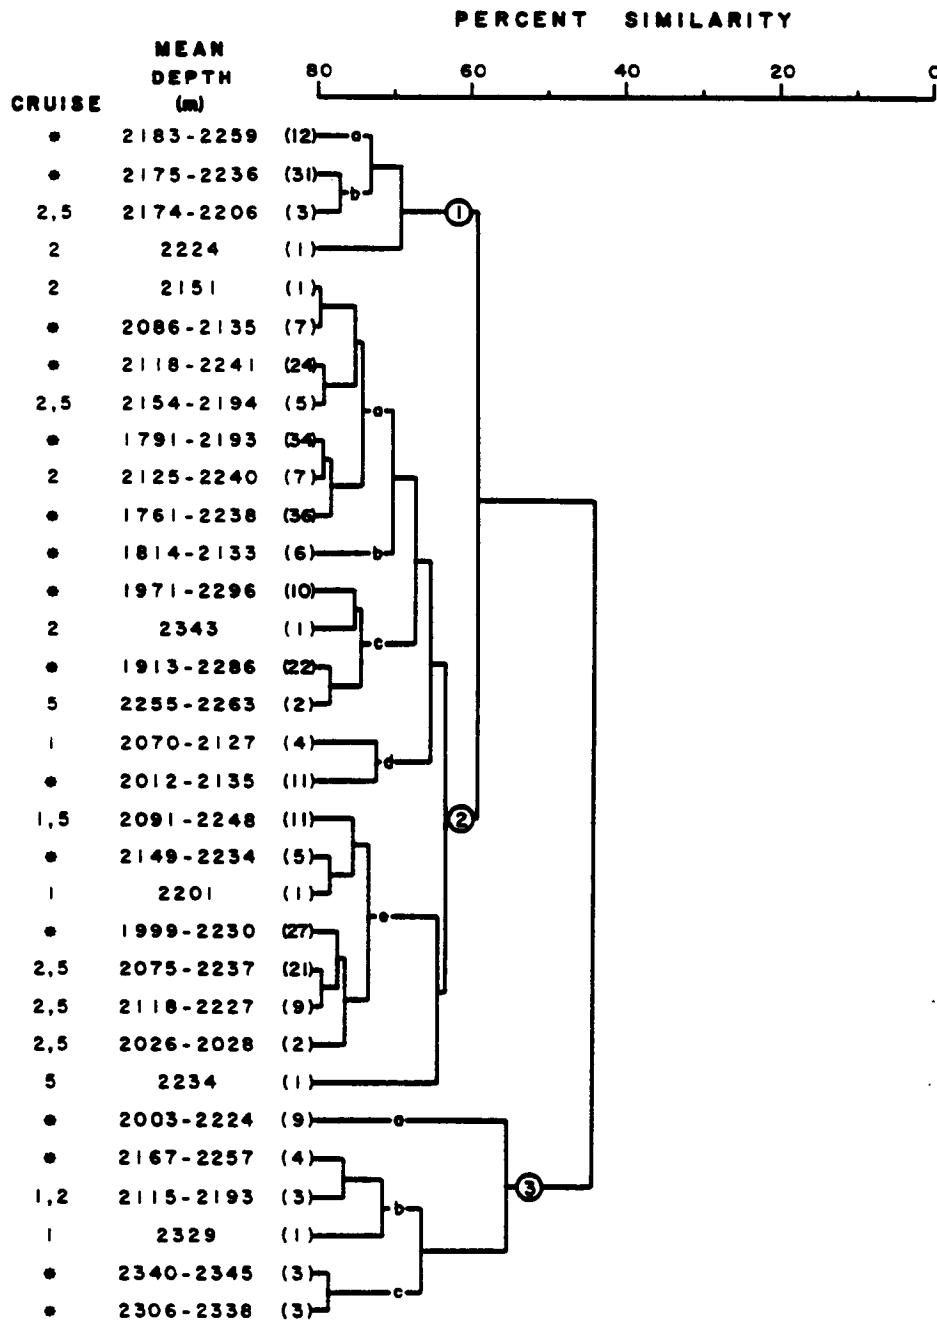 PERCENT SIMILARITY
MEAN
DEPTH
80 60 40 20 0
CRUISE (m)
* 2183-2259 (12) a
* 2175-2236 (31) b
2,5 2174-2206 (3) 1
2 2224 (1)
2 2151 (1)
* 2086-2135 (7)
* 2118-2241 (24)
2,5 2154-2194 (5) a
* 1791-2193 (34)
2 2125-2240 (7)
* 1761-2238 (36)
* 1814-2133 (6) b
* 1971-2296 (10)
2 2343 (1) c
* 1913-2286 (22)
5 2255-2263 (2)
1 2070-2127 (4) d
* 2012-2135 (11)
1,5 2091-2248 (11) 2
* 2149-2234 (5)
1 2201 (1) e
* 1999-2230 (27)
2,5 2075-2237 (21)
2,5 2118-2227 (9)
2,5 2026-2028 (2)
5 2234 (1)
* 2003-2224 (9) a
* 2167-2257 (4) 3
1,2 2115-2193 (3) b
1 2329 (1)
* 2340-2345 (3) c
* 2306-2338 (3)